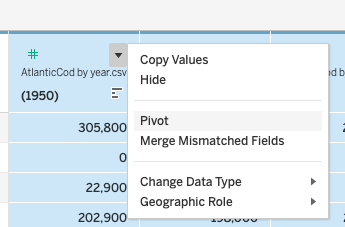 AtlanticCod by year.csv
(1950)
305,800
0
22,900
202,900
Copy Values
Hide
Pivot
Merge Mismatched Fields
Change Data Type
Geographic Role